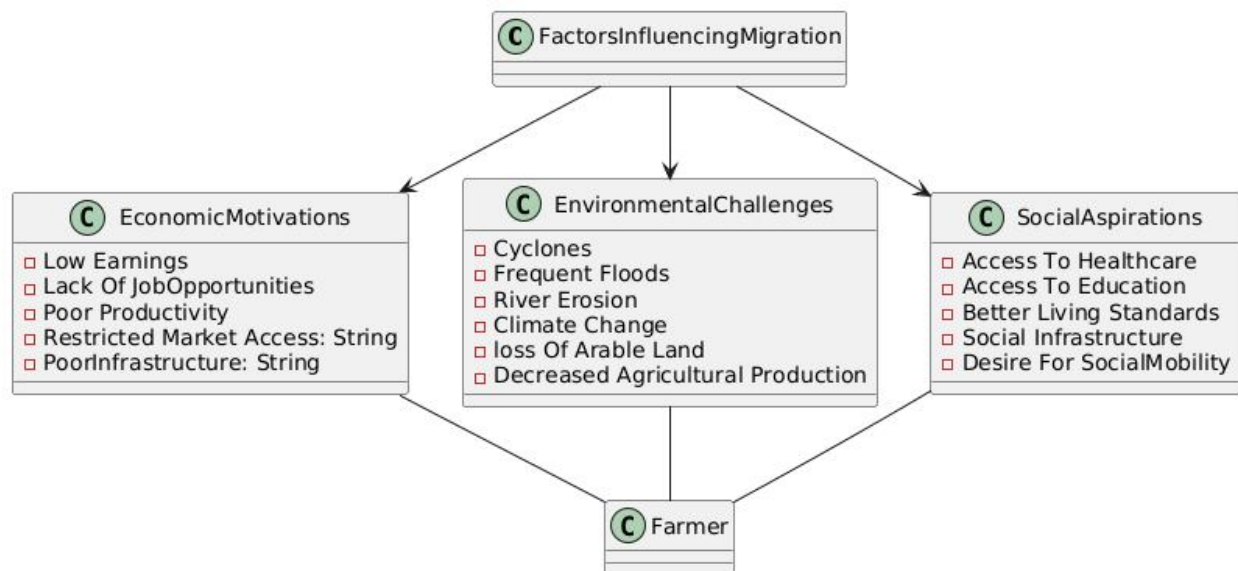 C FactorsInfluencingMigration
C EconomicMotivations
Low Earnings
Lack Of JobOpportunities
Poor Productivity
Restricted Market Access: String
PoorInfrastructure: String
C EnvironmentalChallenges
Cyclones
Frequent Floods
River Erosion
Climate Change
loss Of Arable Land
Decreased Agricultural Production
C SocialAspirations
Access To Healthcare
Access To Education
Better Living Standards
Social Infrastructure
Desire For SocialMobility
C Farmer